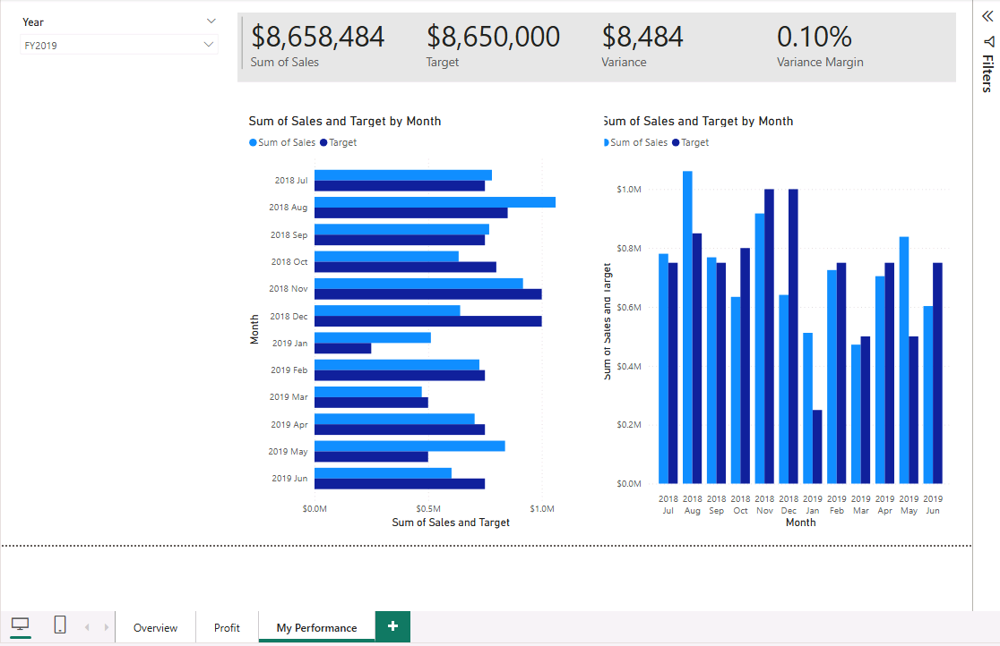 Year
FY2019
$8,658,484
Sum of Sales
$8,650,000
Target
$8,484
Variance
0.10%
Variance Margin
Filters
Sum of Sales and Target by Month
Sum of Sales Target
2018 Jul
2018 Aug
2018 Sep
2018 Oct
2018 Nov
2018 Dec
2019 Jan
2019 Feb
2019 Mar
2019 Apr
2019 May
2019 Jun
Month
$0.0M $0.5M $1.0M
Sum of Sales and Target
Sum of Sales and Target by Month
Sum of Sales Target
$1.0M
$0.8M
$0.6M
$0.4M
$0.2M
$0.0M
Sum of Sales and Target
2018 2018 2018 2018 2018 2018 2019 2019 2019 2019 2019 2019
Jul Aug Sep Oct Nov Dec Jan Feb Mar Apr May Jun
Month
Overview Profit My Performance